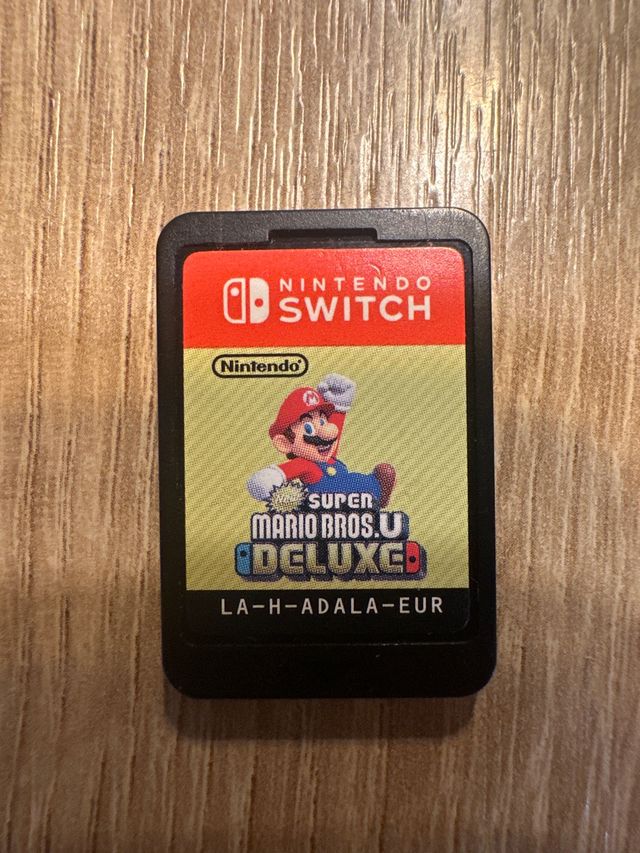 NINTENDO
SWITCH
Nintendo
New
SUPER
MARIO BROS. U
DELUXE
LA-H-ADALA-EUR